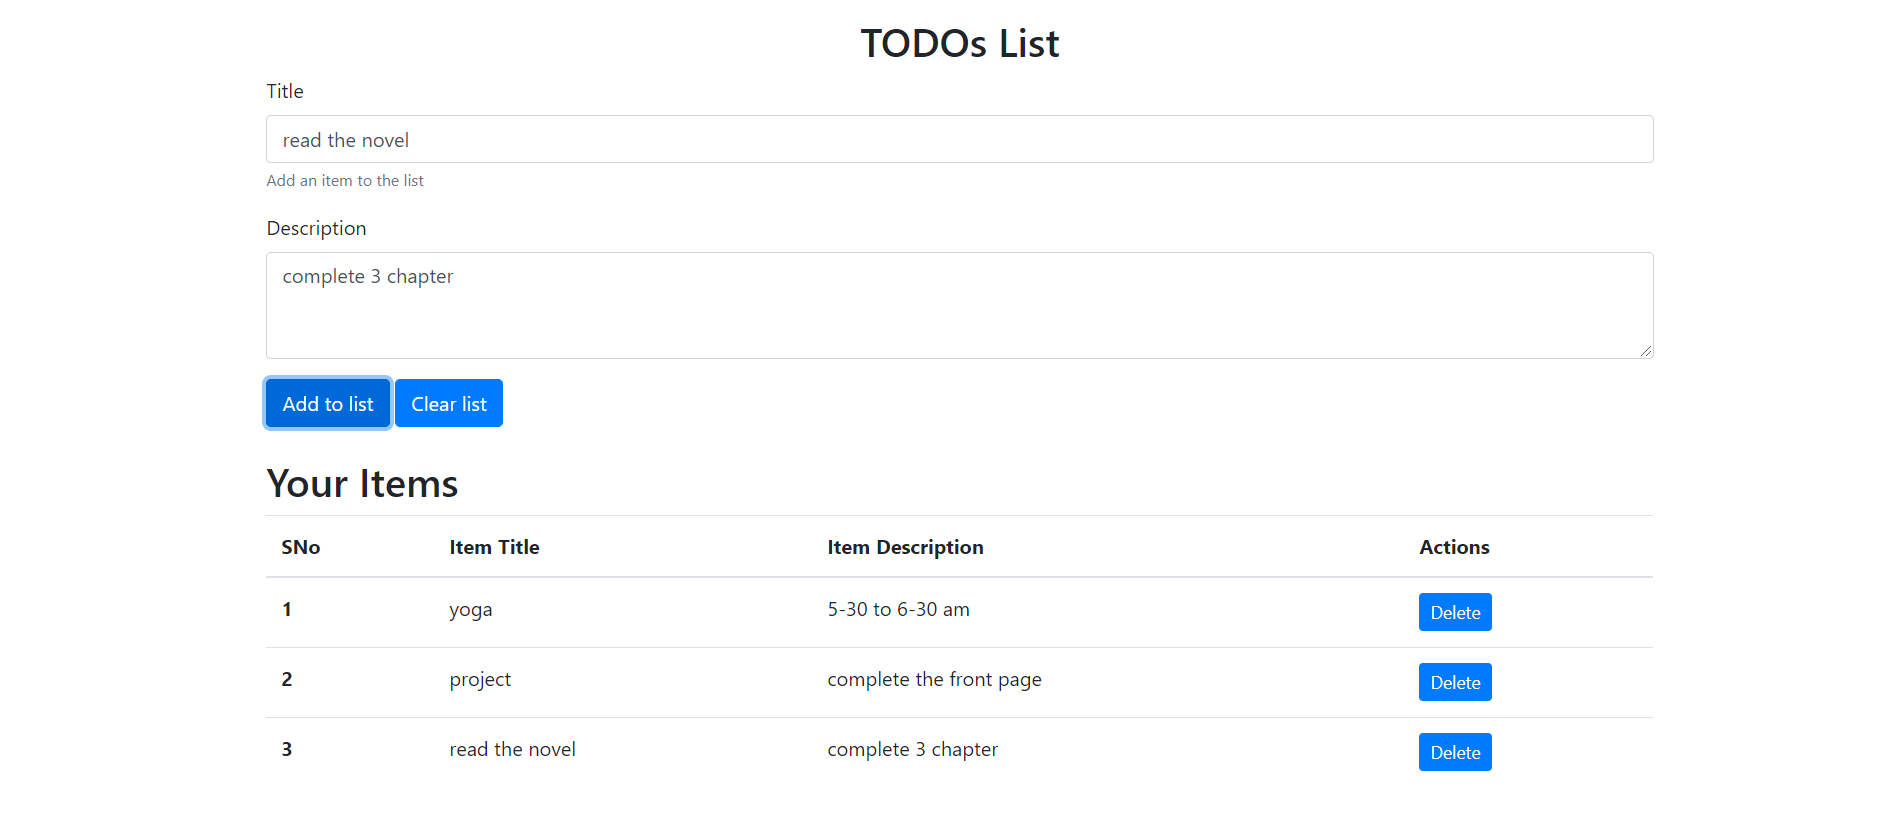 TODOs List
Title
read the novel
Add an item to the list
Description
complete 3 chapter
Add to list Clear list
Your Items
SNo Item Title Item Description Actions
1 yoga 5-30 to 6-30 am Delete
2 project complete the front page Delete
3 read the novel complete 3 chapter Delete